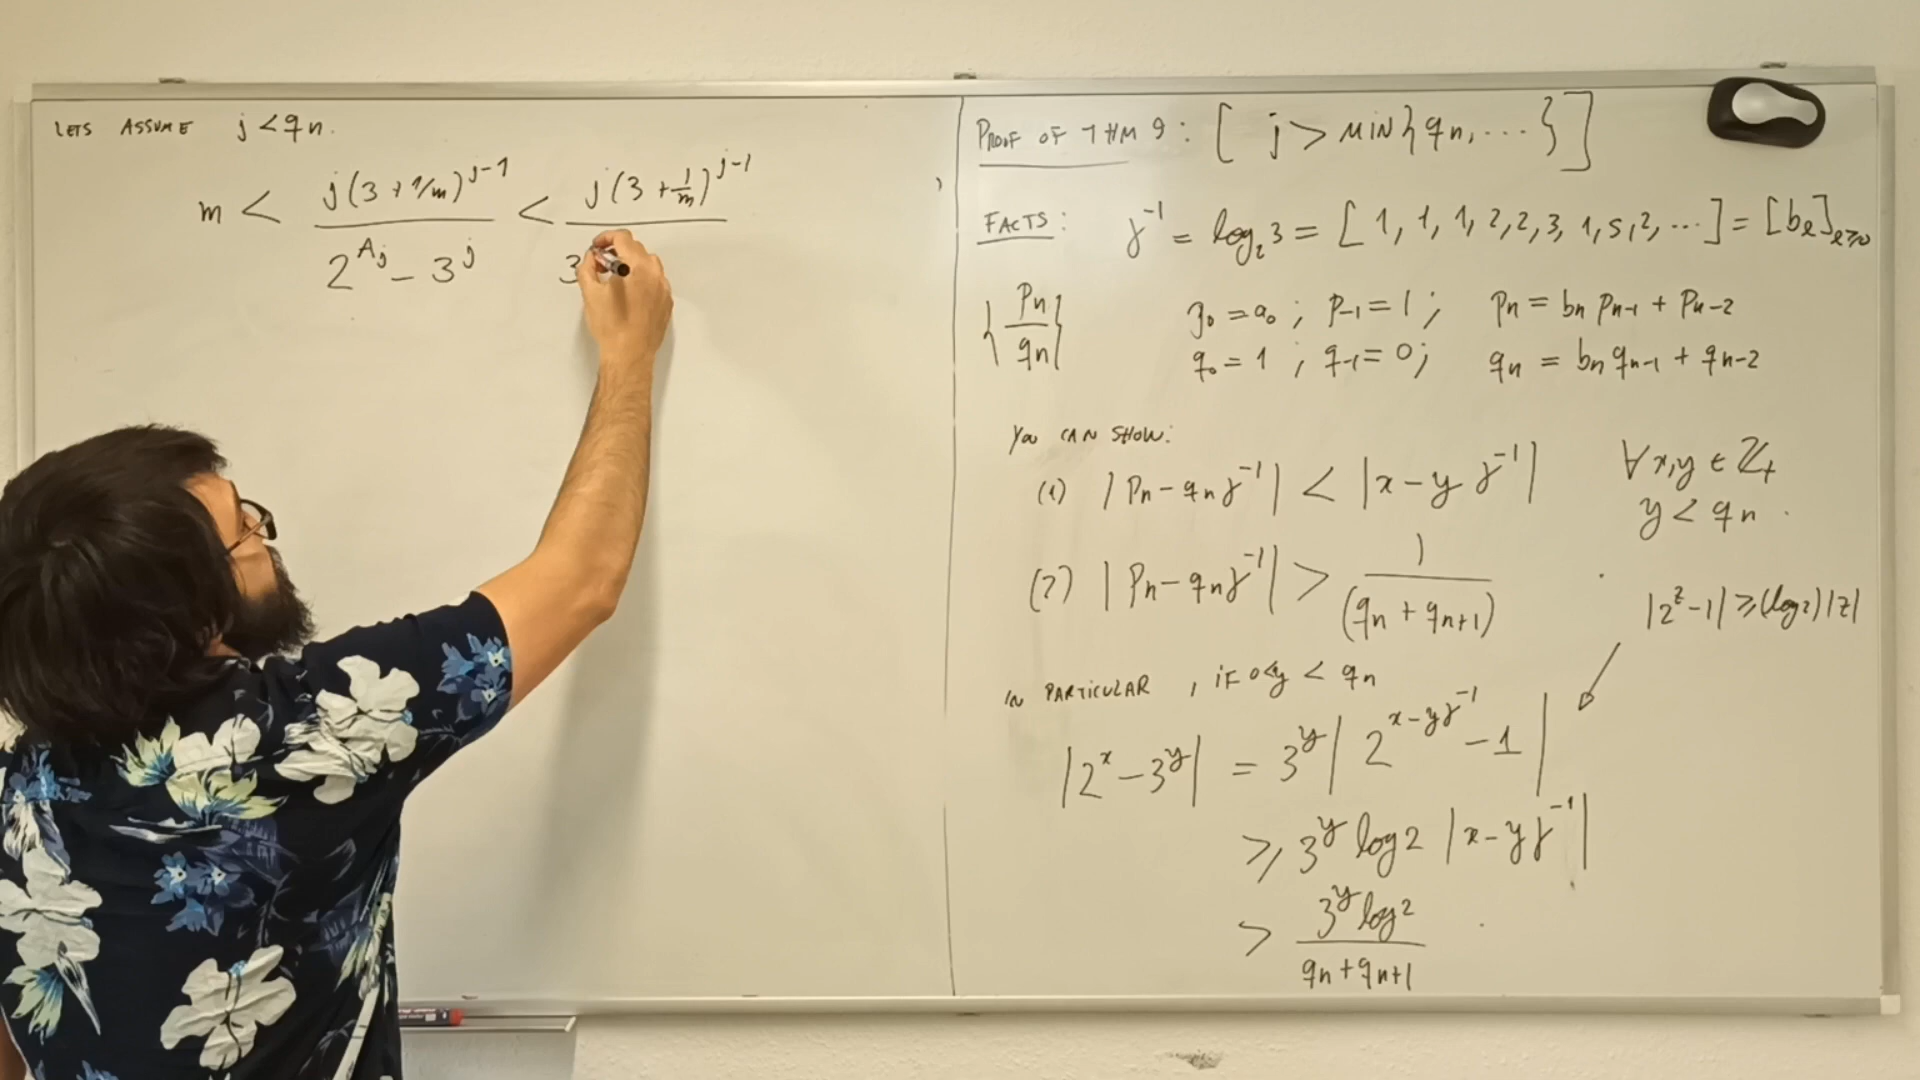 LETS ASSUME j < qn.
m < j(3 + 1/m)^{j-1} / 2^{Aj} - 3^j < j(3 + 1/m)^{j-1} / 3
PROOF OF THM 9: [ j > MIN{ qn, ... } ]
FACTS: γ^{-1} = log_2 3 = [ 1, 1, 1, 2, 2, 3, 1, 5, 2, ... ] = [bℓ]_{ℓ≥0}
{ pn / qn }
p0 = a0 ; p-1 = 1 ; pn = bn pn-1 + pn-2
q0 = 1 ; q-1 = 0 ; qn = bn qn-1 + qn-2
YOU CAN SHOW:
(1) | pn - qn γ^{-1} | < | x - y γ^{-1} | ∀ x,y ∈ ℤ+
y < qn .
(2) | pn - qn γ^{-1} | > 1 / (qn + qn+1)
|2^z - 1| ≥ (log 2) |z|
IN PARTICULAR , IF 0<y < qn
| 2^x - 3^y | = 3^y | 2^{x - yγ^{-1}} - 1 |
≥ 3^y log 2 | x - y γ^{-1} |
> 3^y log 2 / qn + qn+1